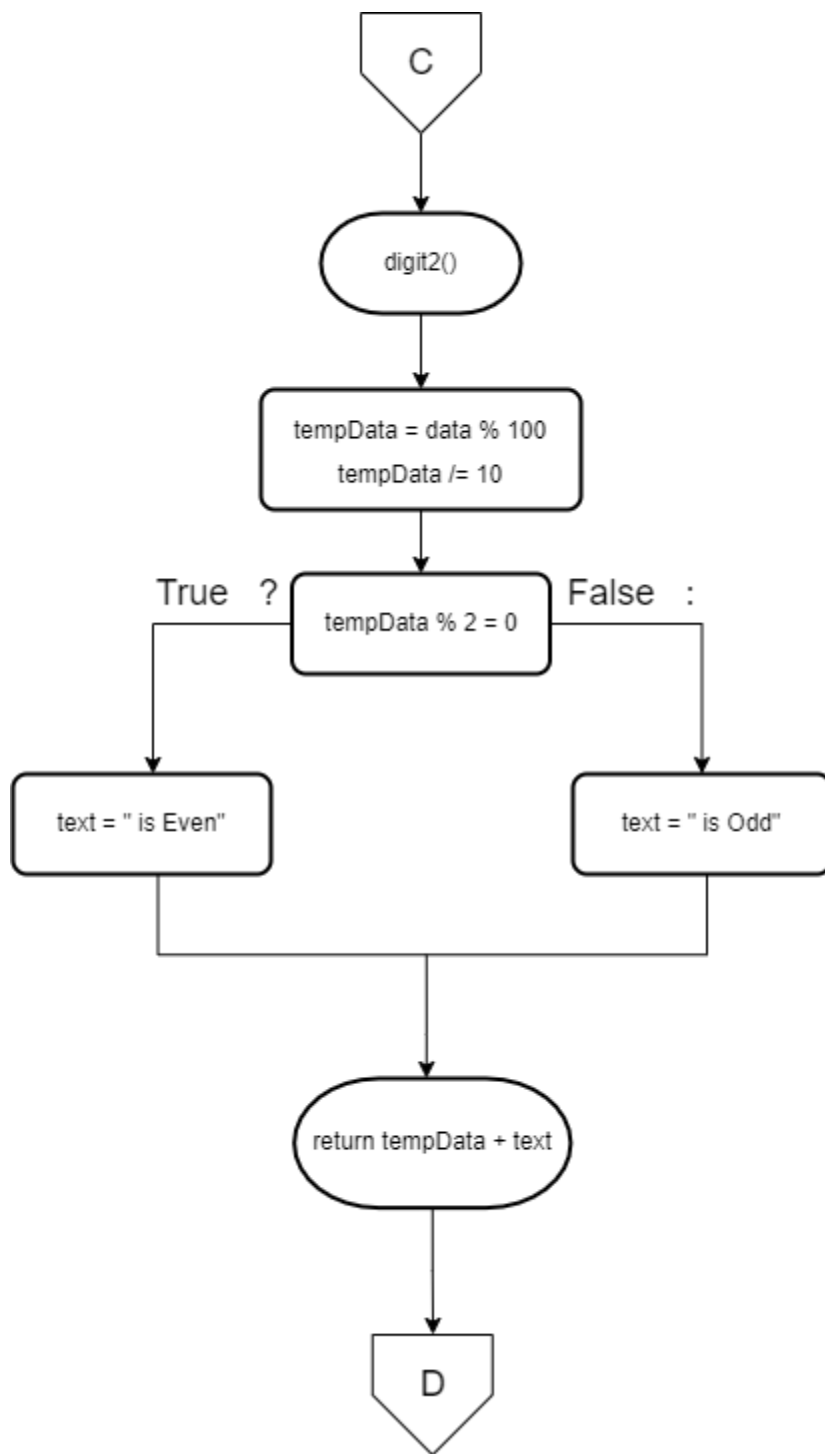 C
digit2()
tempData = data % 100
tempData /= 10
True ?
False :
tempData % 2 = 0
text = " is Even"
text = " is Odd"
return tempData + text
D